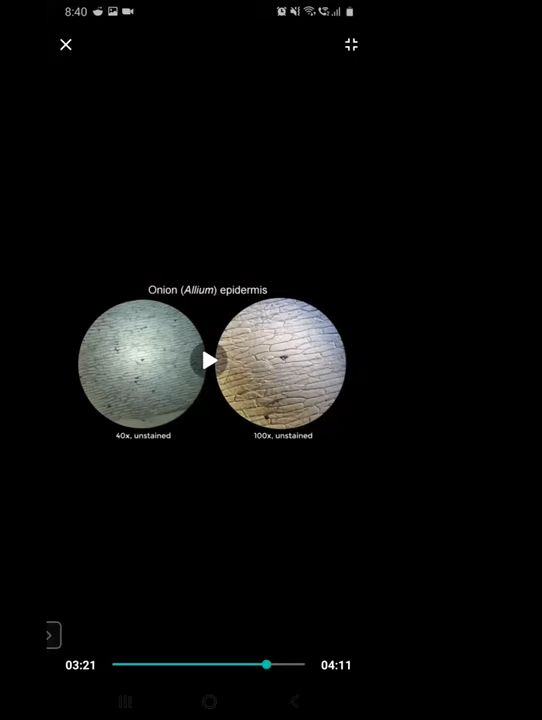 8:40
Onion (Allium) epidermis
40x, unstained
100x, unstained
03:21
04:11